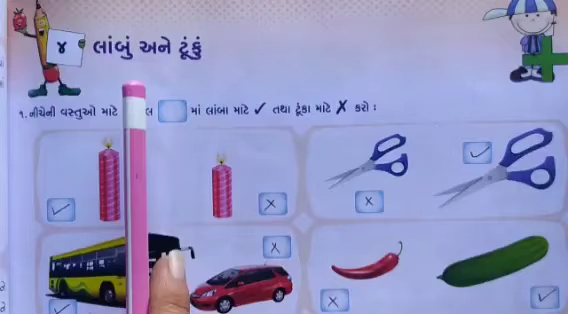 ૪
લાંબું અને ટૂંકું
૧. નીચેની વસ્તુઓ માટે લ માં લાંબા માટે ✓ તથા ટૂંકા માટે ✗ કરો :